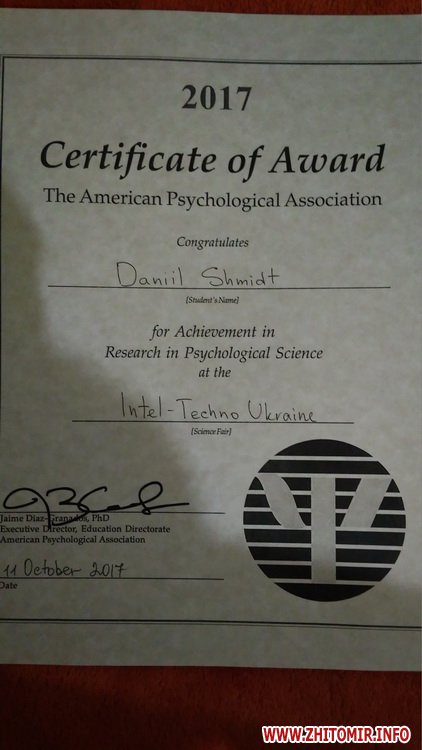 2017
Certificate of Award
The American Psychological Association
Congratulates
Daniil Shmidt
[Student's Name]
for Achievement in
Research in Psychological Science
at the
Intel-Techno Ukraine
[Science Fair]
Jaime Diaz-Granados, PhD
Executive Director, Education Directorate
American Psychological Association
11 October 2017
Date
WWW.ZHITOMIR.INFO